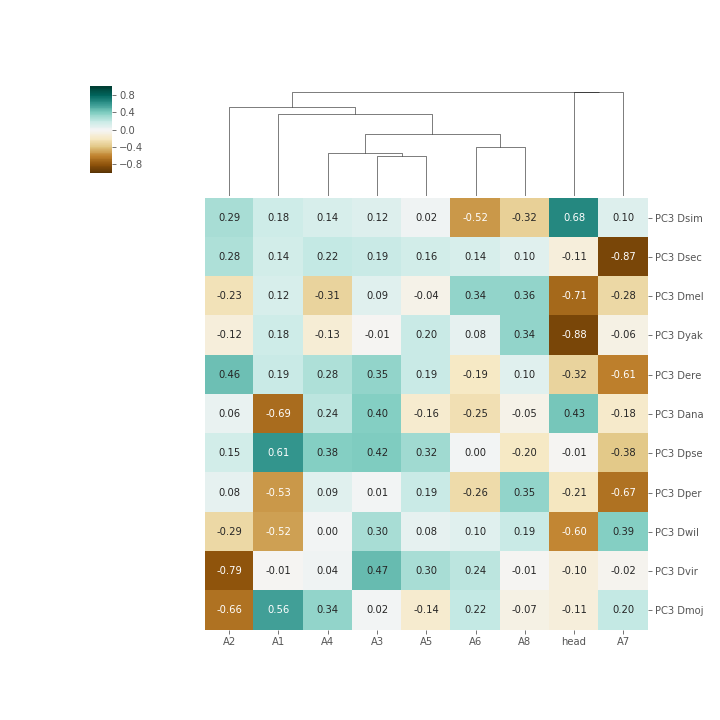 0.8
0.4
0.0
−0.4
−0.8
0.29 0.18 0.14 0.12 0.02 -0.52 -0.32 0.68 0.10 PC3 Dsim
0.28 0.14 0.22 0.19 0.16 0.14 0.10 -0.11 -0.87 PC3 Dsec
-0.23 0.12 -0.31 0.09 -0.04 0.34 0.36 -0.71 -0.28 PC3 Dmel
-0.12 0.18 -0.13 -0.01 0.20 0.08 0.34 -0.88 -0.06 PC3 Dyak
0.46 0.19 0.28 0.35 0.19 -0.19 0.10 -0.32 -0.61 PC3 Dere
0.06 -0.69 0.24 0.40 -0.16 -0.25 -0.05 0.43 -0.18 PC3 Dana
0.15 0.61 0.38 0.42 0.32 0.00 -0.20 -0.01 -0.38 PC3 Dpse
0.08 -0.53 0.09 0.01 0.19 -0.26 0.35 -0.21 -0.67 PC3 Dper
-0.29 -0.52 0.00 0.30 0.08 0.10 0.19 -0.60 0.39 PC3 Dwil
-0.79 -0.01 0.04 0.47 0.30 0.24 -0.01 -0.10 -0.02 PC3 Dvir
-0.66 0.56 0.34 0.02 -0.14 0.22 -0.07 -0.11 0.20 PC3 Dmoj
A2 A1 A4 A3 A5 A6 A8 head A7